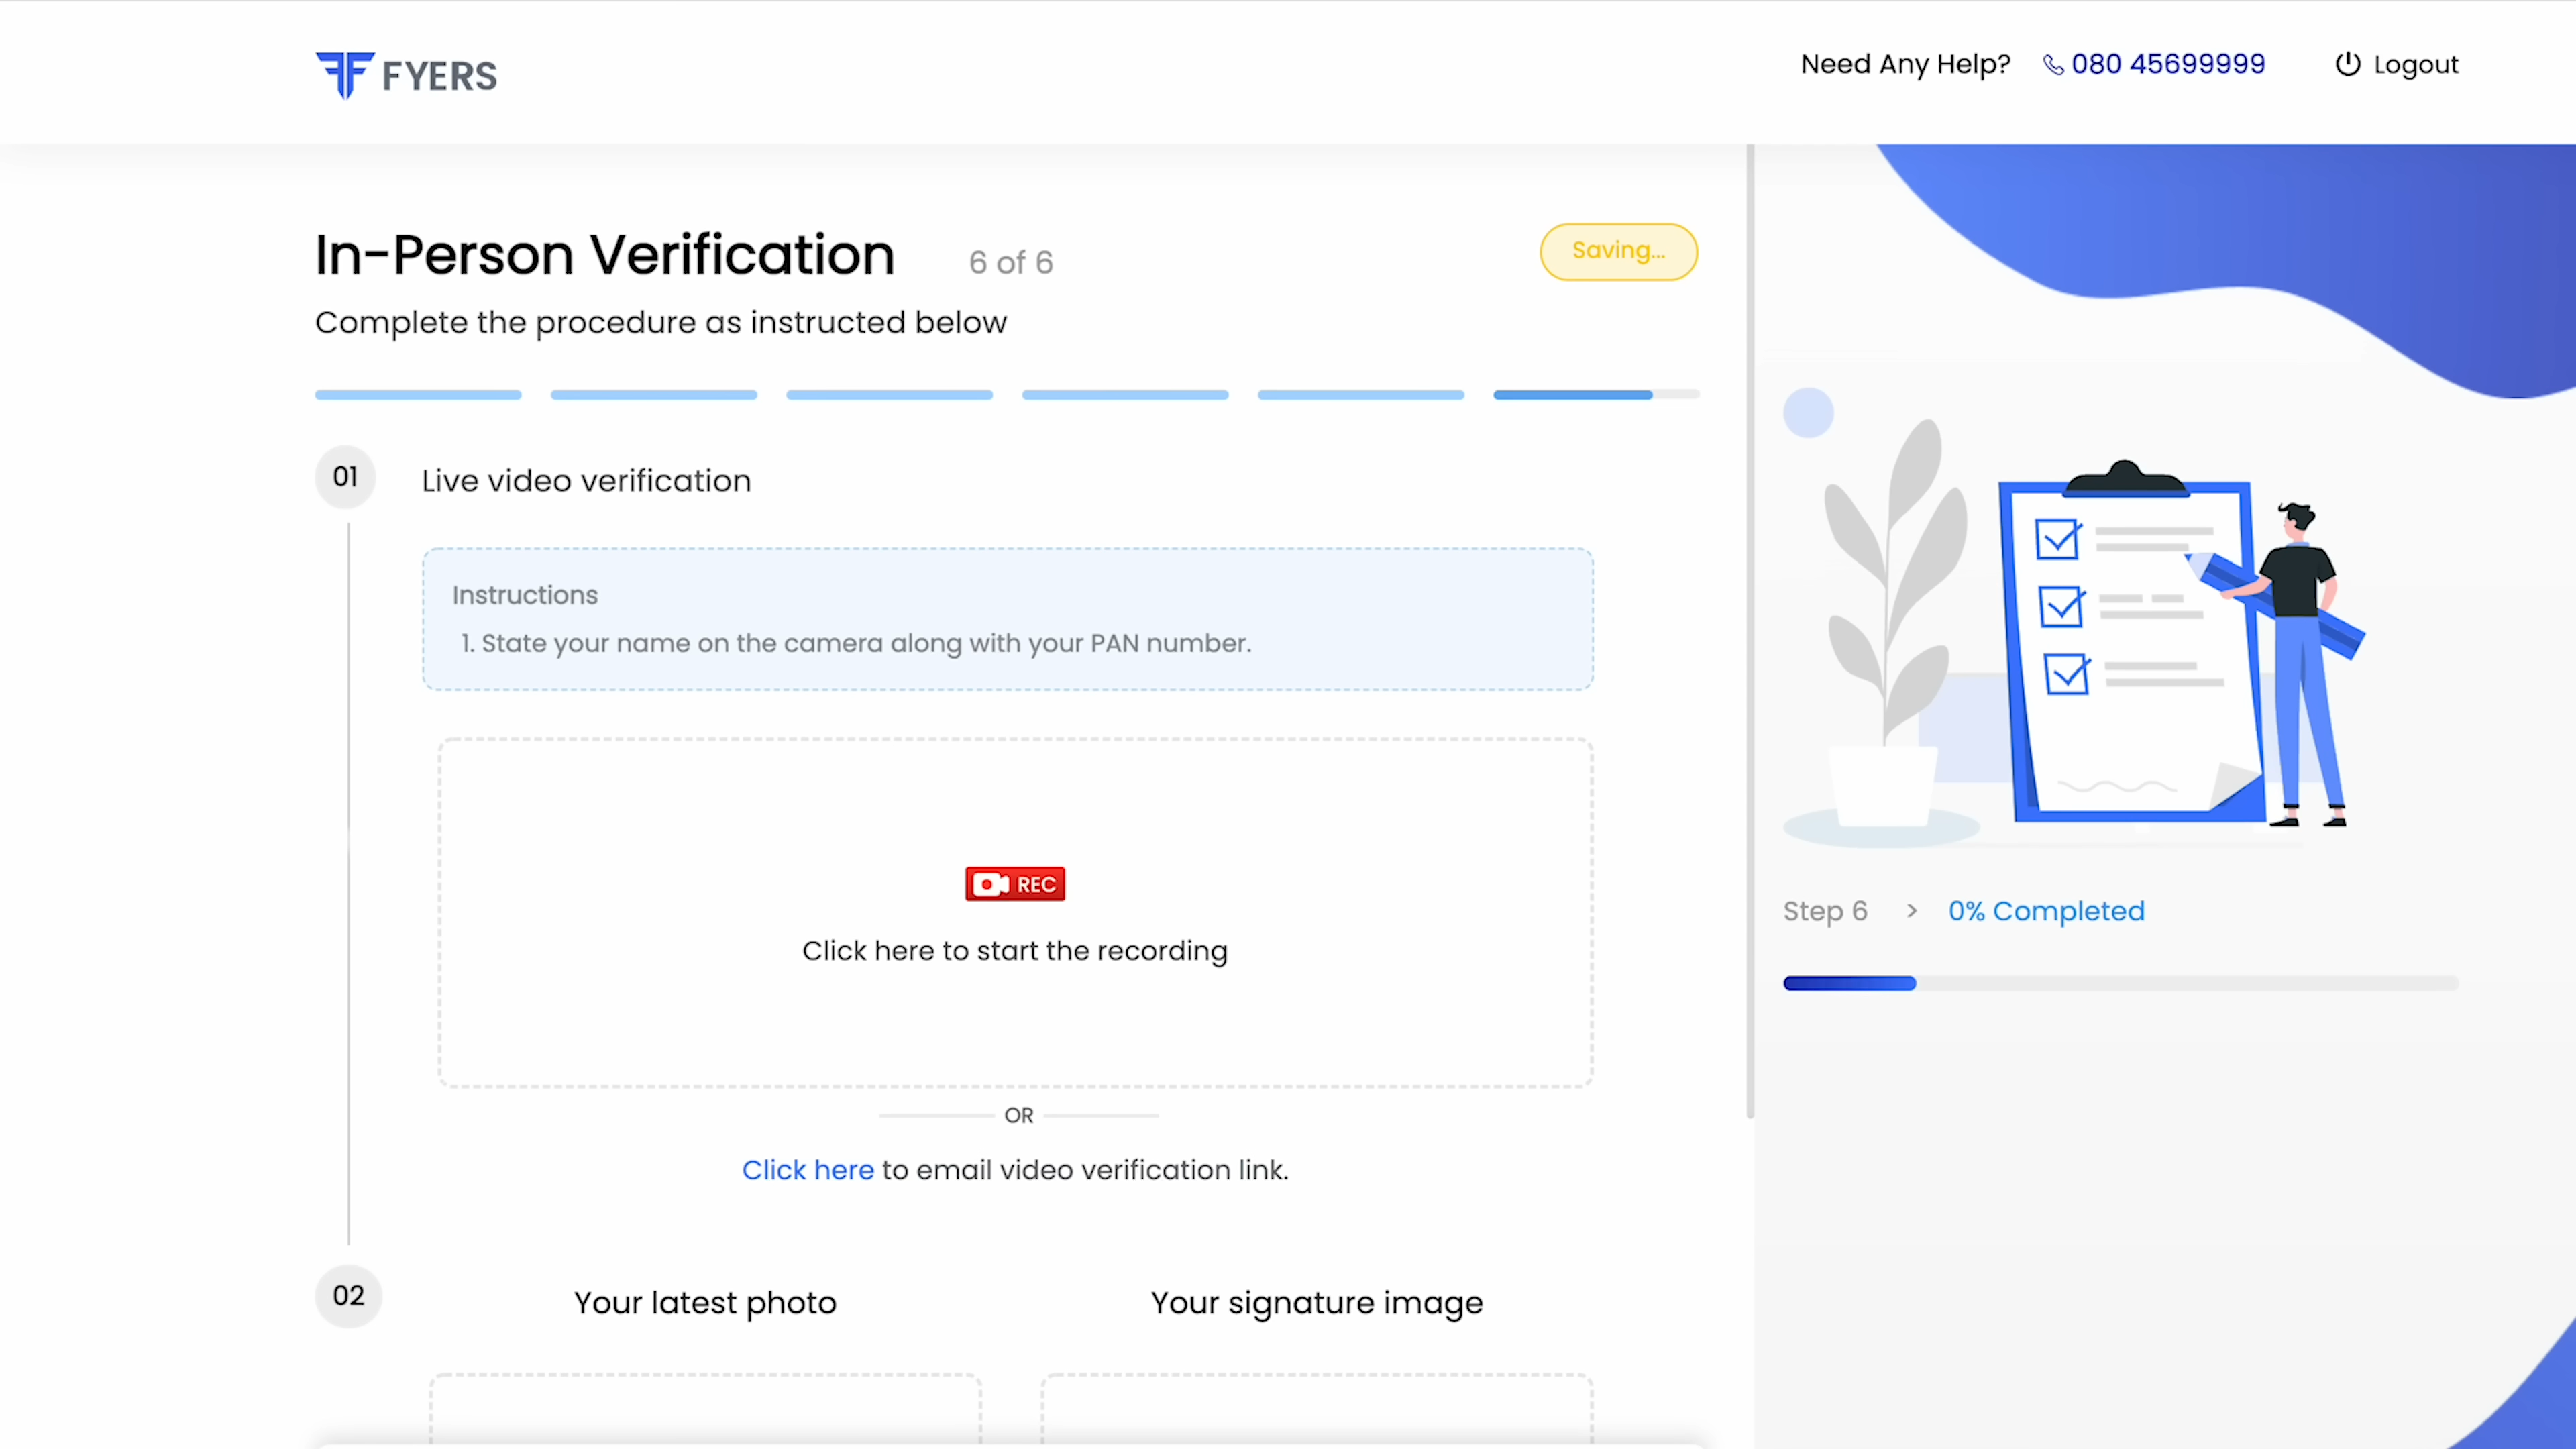 FYERS
Need Any Help? 080 45699999 Logout
In-Person Verification 6 of 6 Saving...
Complete the procedure as instructed below
01 Live video verification
Instructions
1. State your name on the camera along with your PAN number.
REC
Click here to start the recording
Step 6 > 0% Completed
OR
Click here to email video verification link.
02 Your latest photo Your signature image